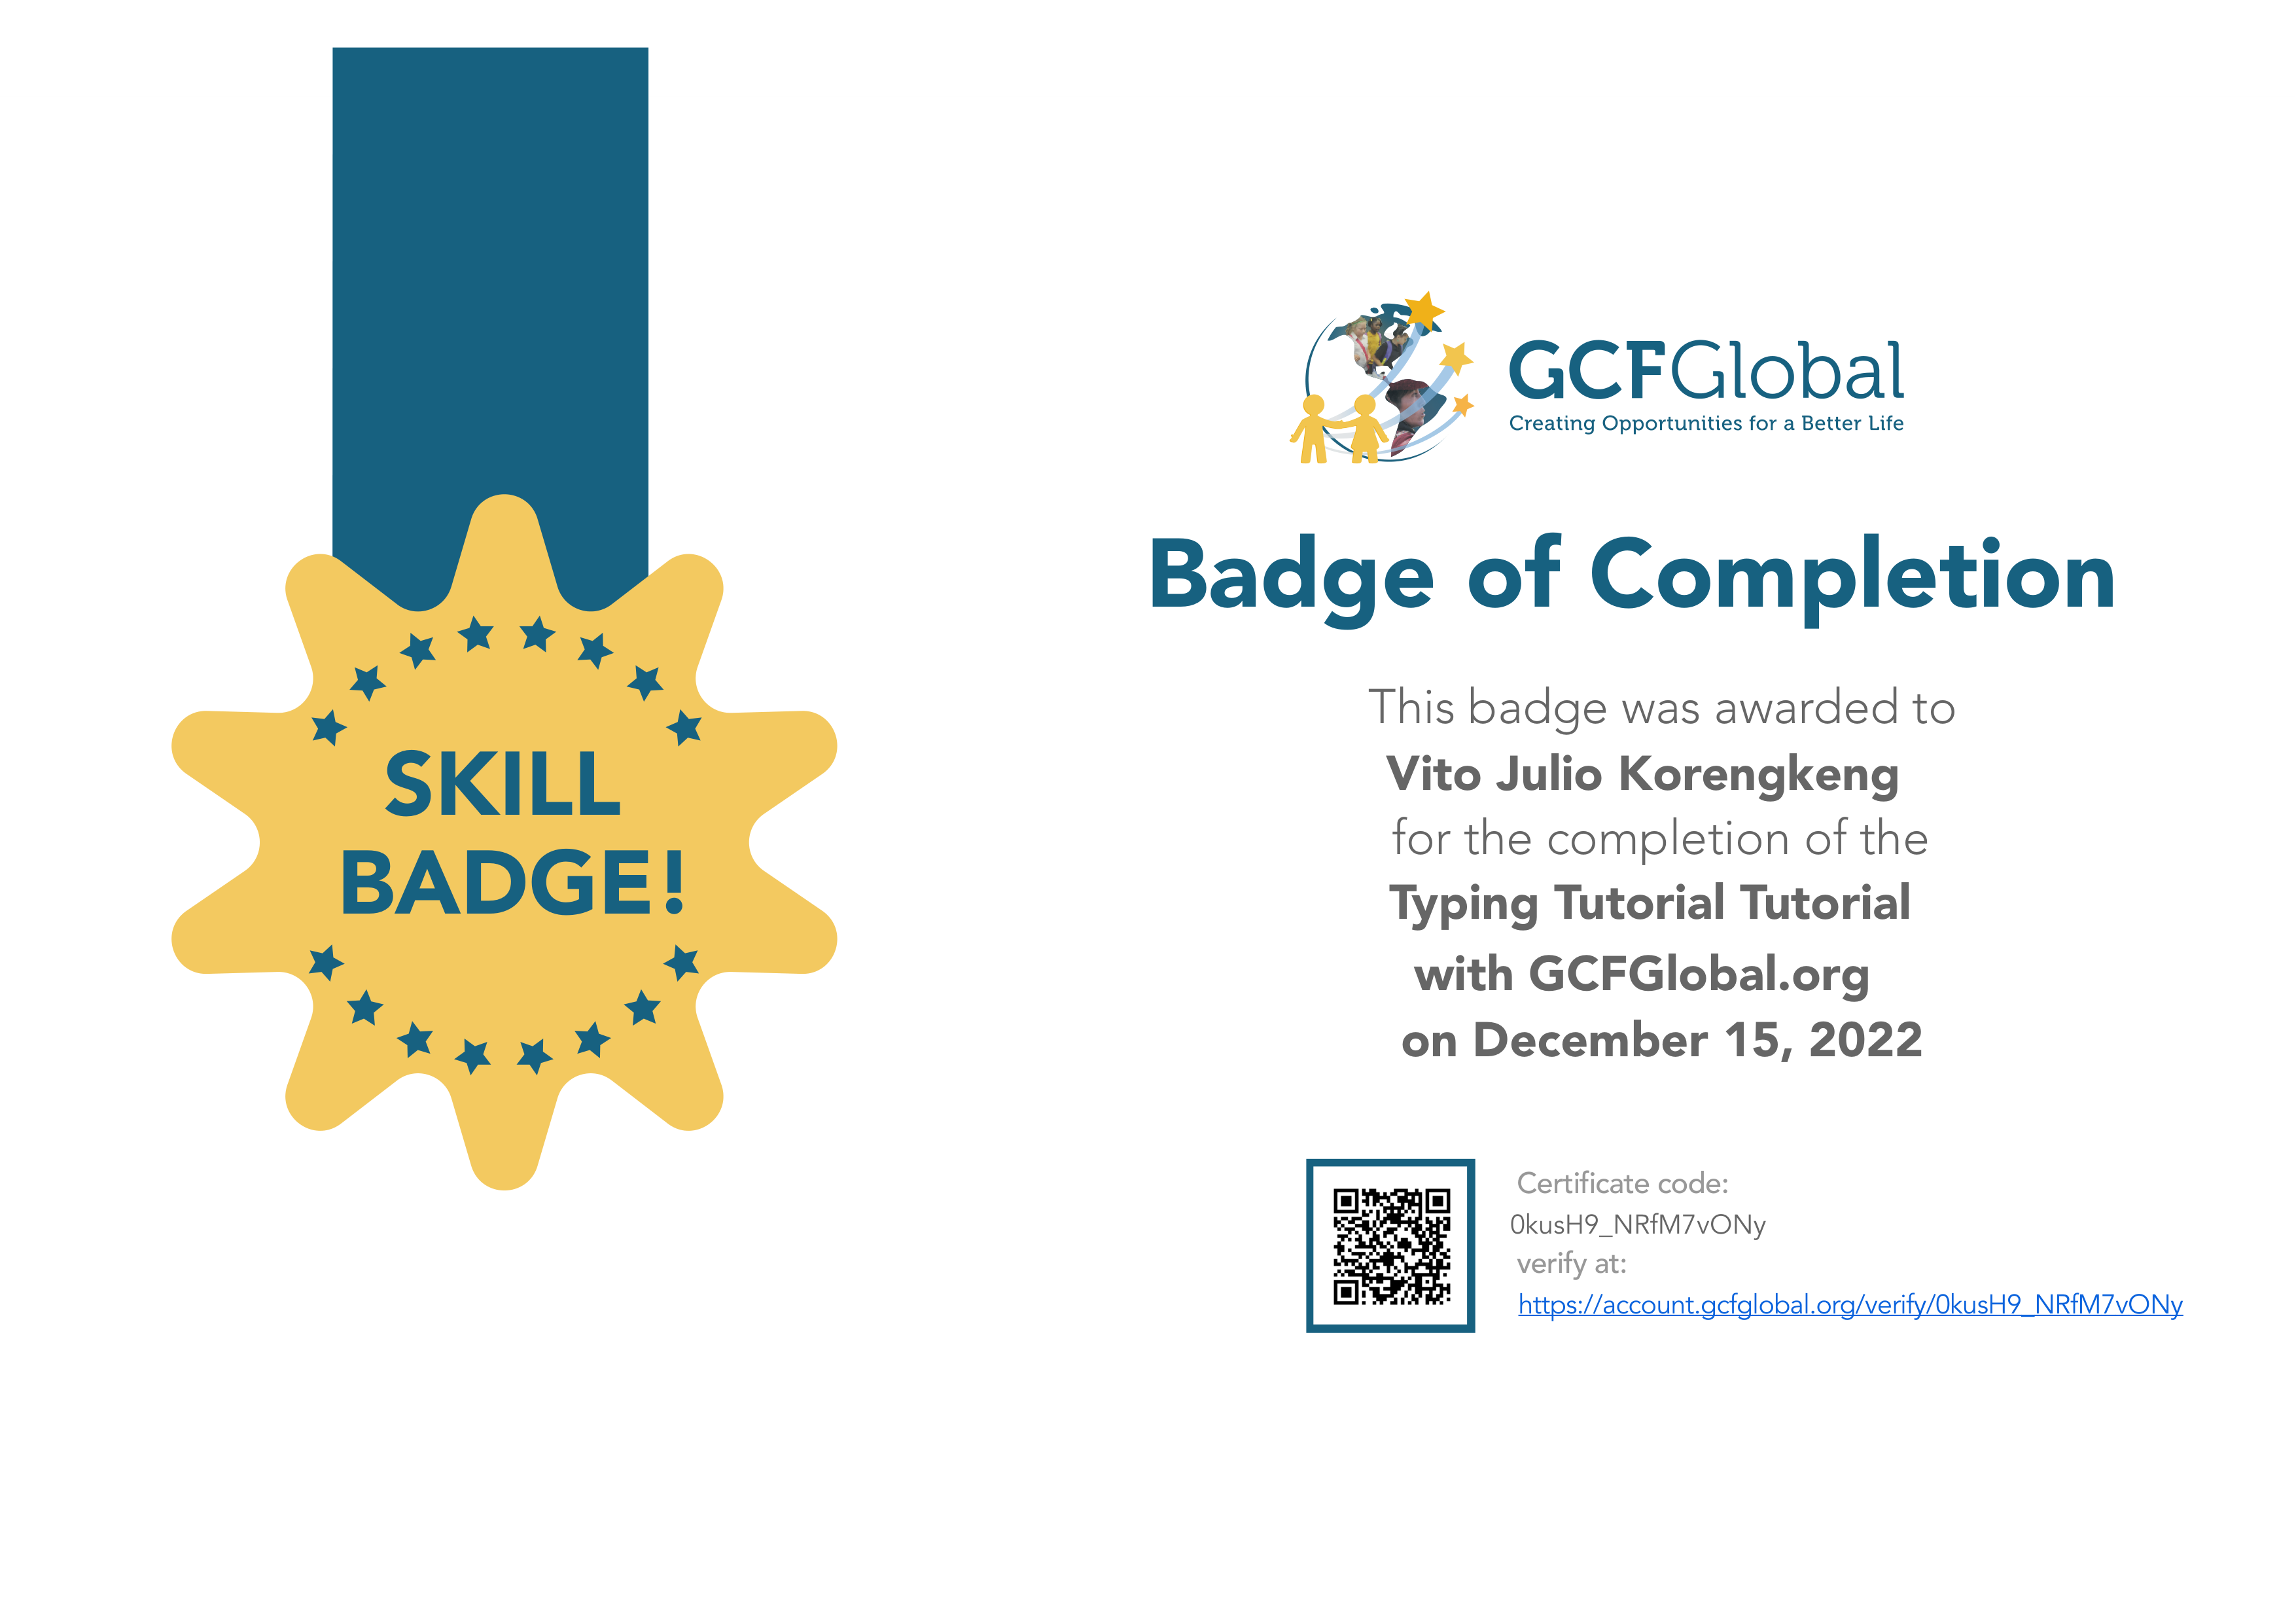 SKILL
BADGE!
GCFGlobal
Creating Opportunities for a Better Life
Badge of Completion
This badge was awarded to
Vito Julio Korengkeng
for the completion of the
Typing Tutorial Tutorial
with GCFGlobal.org
on December 15, 2022
Certificate code:
0kusH9_NRfM7vONy
verify at:
https://account.gcfglobal.org/verify/0kusH9_NRfM7vONy